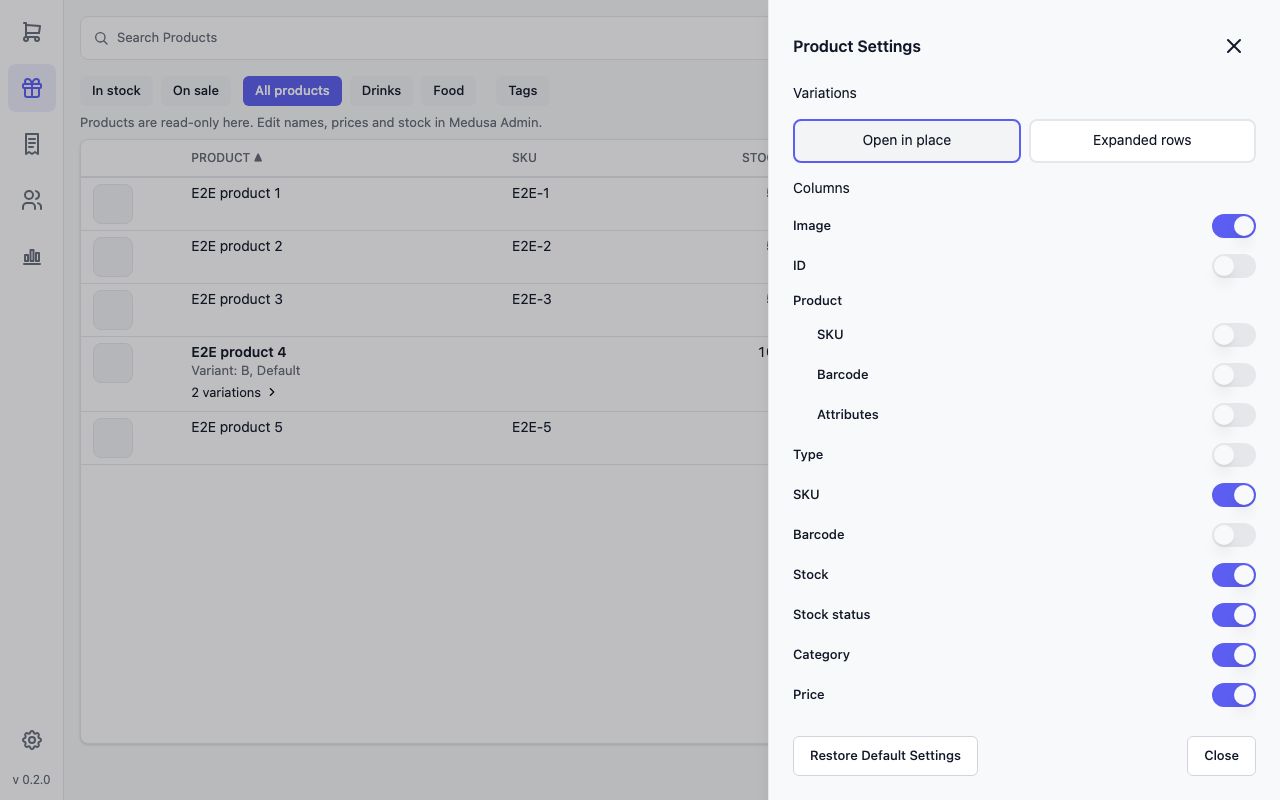 Search Products
In stock
On sale
All products
Drinks
Food
Tags
Products are read-only here. Edit names, prices and stock in Medusa Admin.
PRODUCT ▲ SKU
E2E product 1 E2E-1
E2E product 2 E2E-2
E2E product 3 E2E-3
E2E product 4
Variant: B, Default
2 variations
E2E product 5 E2E-5
v 0.2.0
Product Settings
Variations
Open in place
Expanded rows
Columns
Image
ID
Product
SKU
Barcode
Attributes
Type
SKU
Barcode
Stock
Stock status
Category
Price
Restore Default Settings
Close